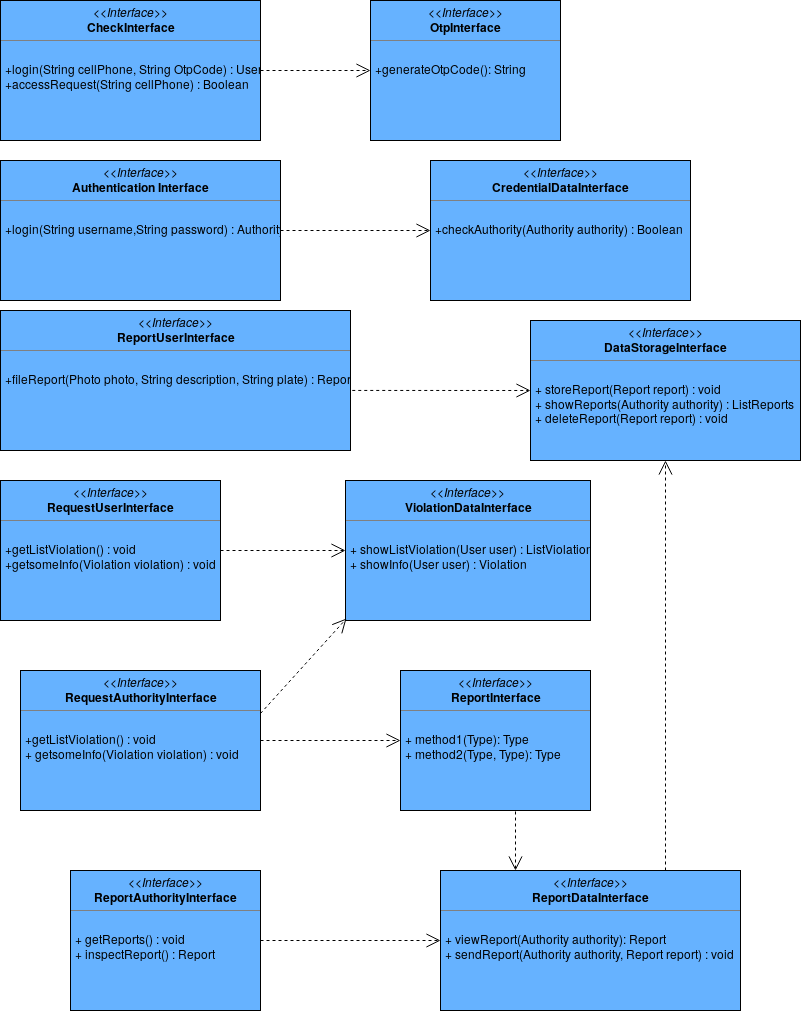 <<Interface>>
CheckInterface
+login(String cellPhone, String OtpCode) : User
+accessRequest(String cellPhone) : Boolean
<<Interface>>
OtpInterface
+generateOtpCode(): String
<<Interface>>
Authentication Interface
+login(String username,String password) : Authorit
<<Interface>>
CredentialDataInterface
+checkAuthority(Authority authority) : Boolean
<<Interface>>
ReportUserInterface
+fileReport(Photo photo, String description, String plate) : Repor
<<Interface>>
DataStorageInterface
+ storeReport(Report report) : void
+ showReports(Authority authority) : ListReports
+ deleteReport(Report report) : void
<<Interface>>
RequestUserInterface
+getListViolation() : void
+getsomeInfo(Violation violation) : void
<<Interface>>
ViolationDataInterface
+ showListViolation(User user) : ListViolation
+ showInfo(User user) : Violation
<<Interface>>
RequestAuthorityInterface
+getListViolation() : void
+ getsomeInfo(Violation violation) : void
<<Interface>>
ReportInterface
+ method1(Type): Type
+ method2(Type, Type): Type
<<Interface>>
ReportAuthorityInterface
+ getReports() : void
+ inspectReport() : Report
<<Interface>>
ReportDataInterface
+ viewReport(Authority authority): Report
+ sendReport(Authority authority, Report report) : void